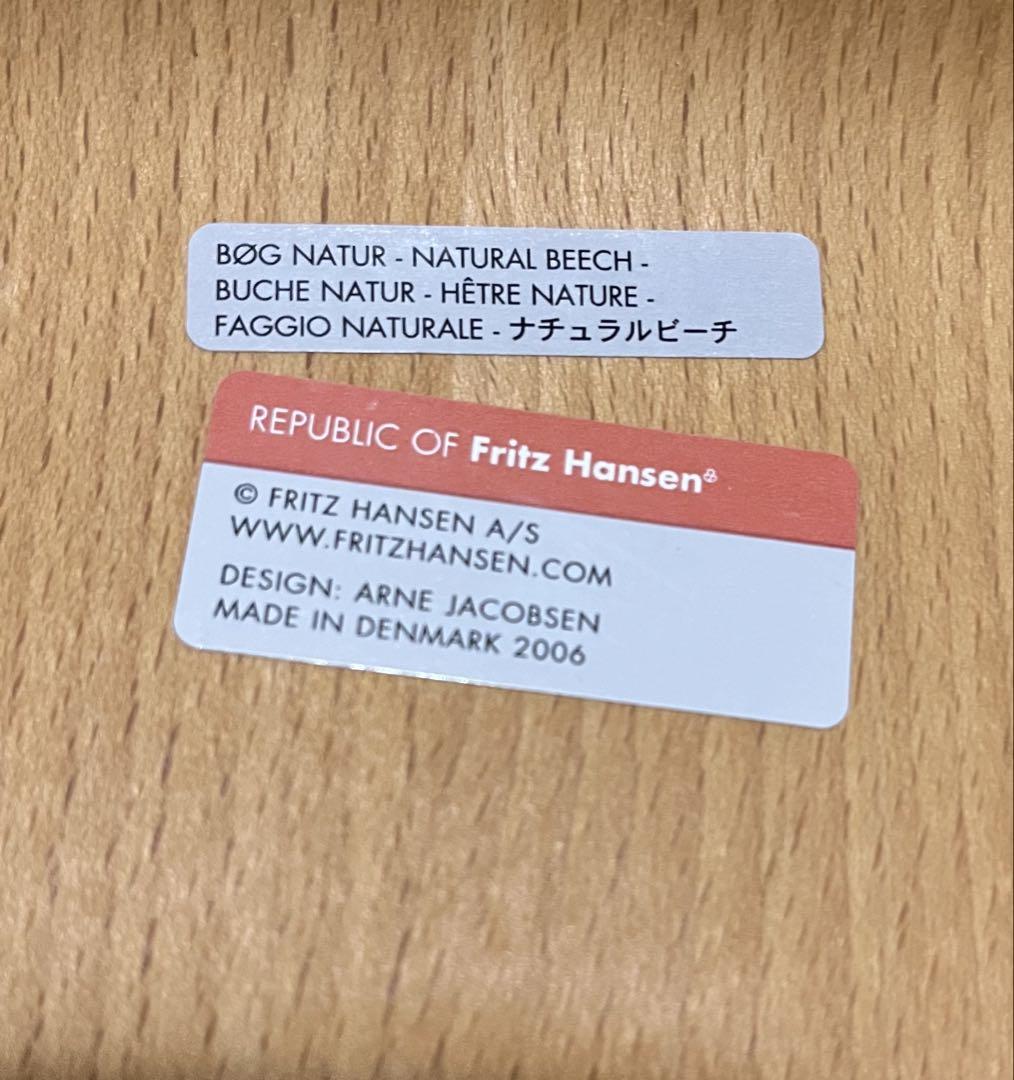 BØG NATUR - NATURAL BEECH -
BUCHE NATUR - HÊTRE NATURE -
FAGGIO NATURALE - ナチュラルビーチ
REPUBLIC OF Fritz Hansen
© FRITZ HANSEN A/S
WWW.FRITZHANSEN.COM
DESIGN: ARNE JACOBSEN
MADE IN DENMARK 2006